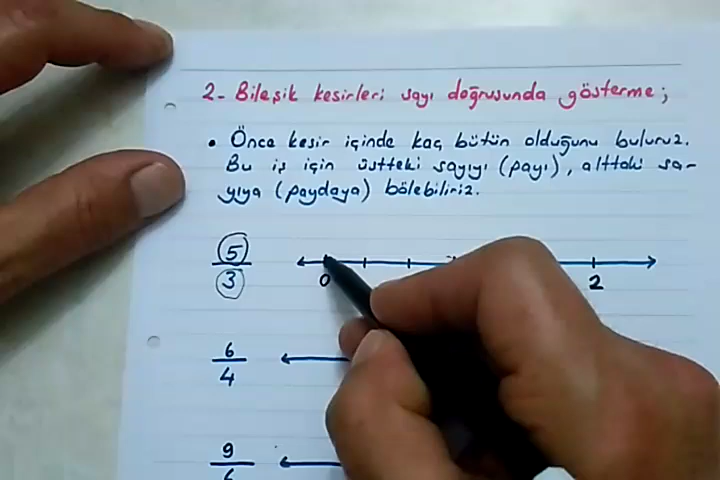 2- Bileşik kesirleri sayı doğrusunda gösterme;
• Önce kesir içinde kaç bütün olduğunu buluruz.
Bu iş için üstteki sayıyı (payı), alttaki sa-
yıya (paydaya) bölebiliriz.
5
3
0 2
6
4
9
6